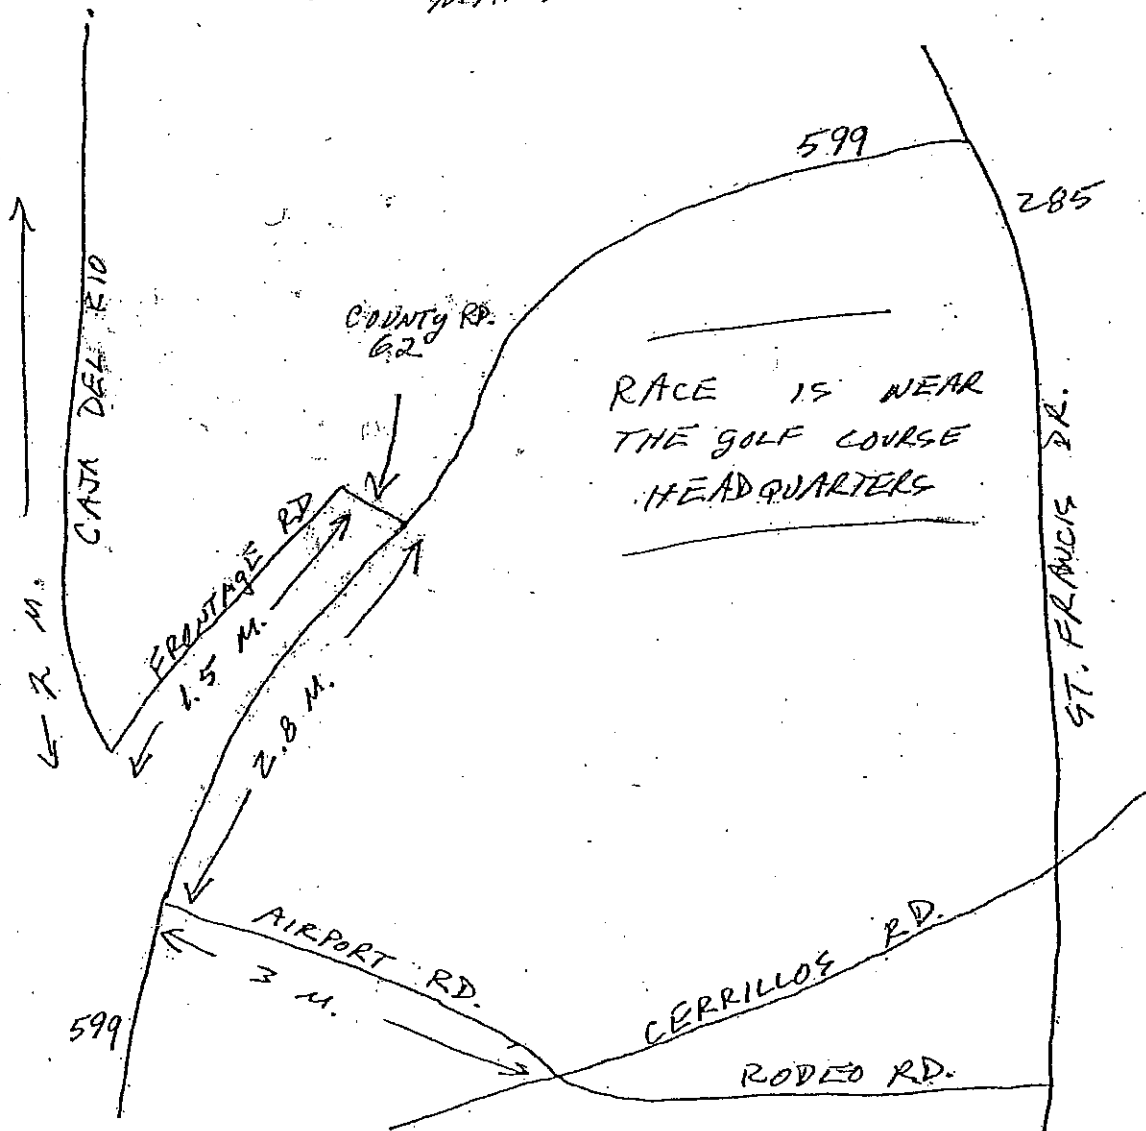 599
285
CAJA DEL RIO
COUNTY RD.
62
RACE IS NEAR
THE GOLF COURSE
HEADQUARTERS
ST. FRANCIS DR.
FRONTAGE RD
1.5 M.
2 M.
2.8 M.
AIRPORT RD.
3 M.
CERRILLOS RD.
599
RODEO RD.